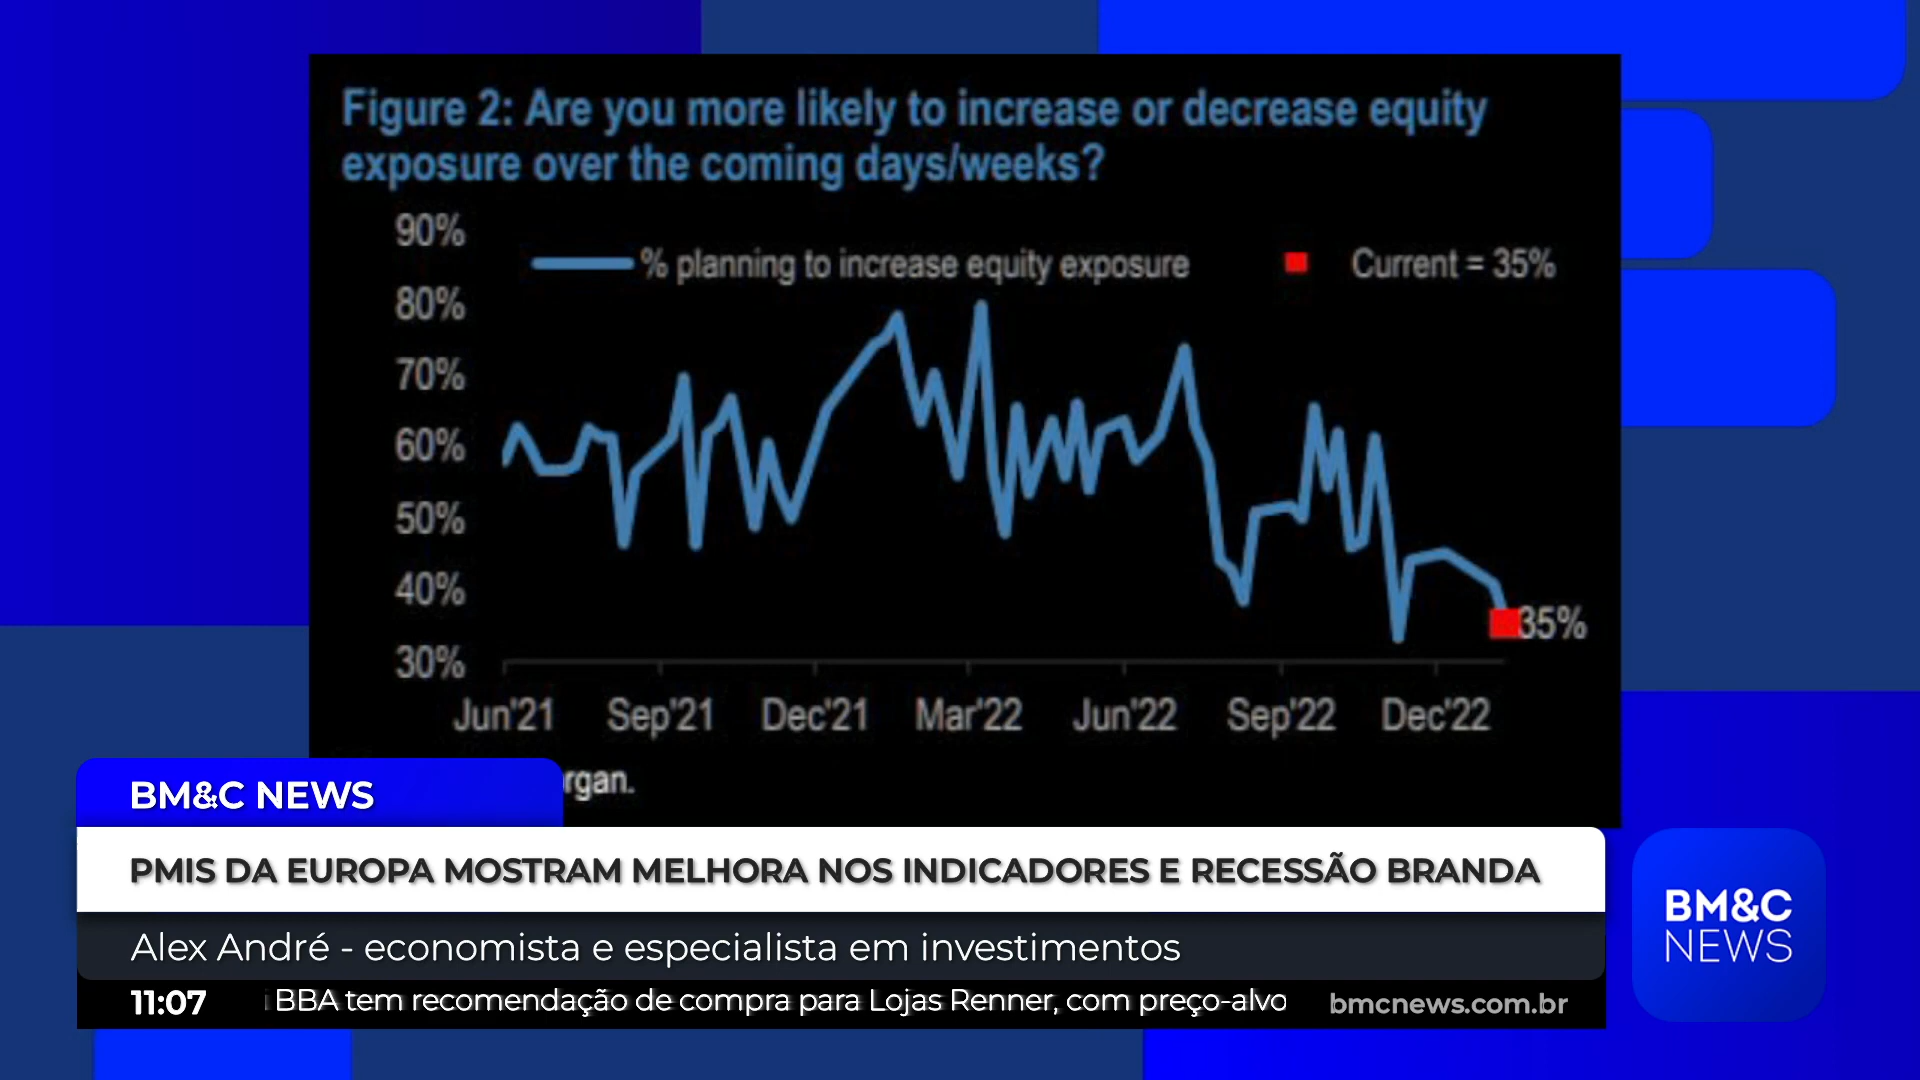 Figure 2: Are you more likely to increase or decrease equity
exposure over the coming days/weeks?
90%
% planning to increase equity exposure
Current = 35%
80%
70%
60%
50%
40%
35%
30%
Jun'21 Sep'21 Dec'21 Mar'22 Jun'22 Sep'22 Dec'22
rgan.
BM&C NEWS
PMIS DA EUROPA MOSTRAM MELHORA NOS INDICADORES E RECESSÃO BRANDA
Alex André - economista e especialista em investimentos
11:07
BBA tem recomendação de compra para Lojas Renner, com preço-alvo
bmcnews.com.br
BM&C
NEWS